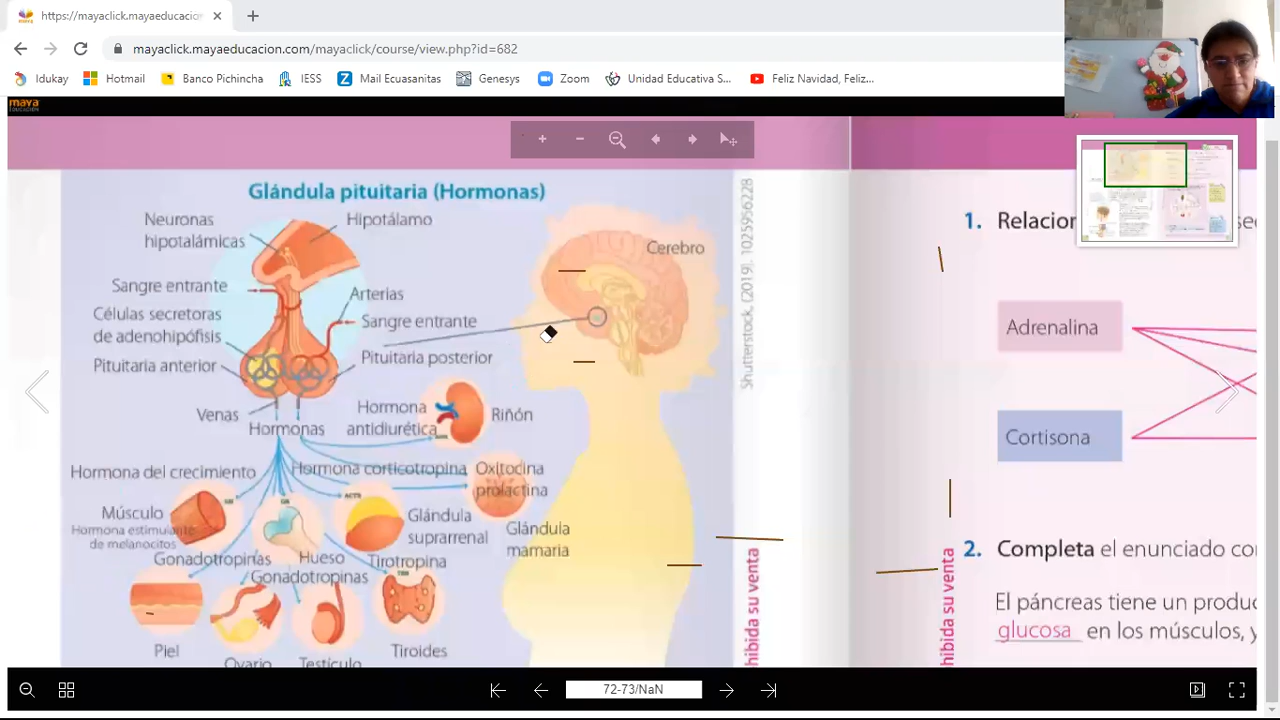 https://mayaclick.mayaeducacion
mayaclick.mayaeducacion.com/mayaclick/course/view.php?id=682
Idukay
Hotmail
Banco Pichincha
IESS
Mail Ecuasanitas
Genesys
Zoom
Unidad Educativa S...
Feliz Navidad, Feliz...
maya
EDUCACIÓN
Glándula pituitaria (Hormonas)
Neuronas
hipotalámicas
Hipotálamo
Cerebro
Sangre entrante
Arterias
Células secretoras
de adenohipófisis
Sangre entrante
Pituitaria anterior
Pituitaria posterior
Venas
Hormonas
Hormona
antidiurética
Riñón
Hormona del crecimiento
Hormona corticotropina
Oxitocina
prolactina
Músculo
Hormona estimulante
de melanocitos
ACTH
Glándula
suprarrenal
Glándula
mamaria
Gonadotropinas
Hueso
Tirotropina
Gonadotropinas
Piel
Ovario
Testículo
Tiroides
Shutterstock, (2019). 1025956228
hibida su venta
1. Relacion
Adrenalina
Cortisona
hibida su venta
2. Completa el enunciado co
El páncreas tiene un produc
glucosa en los músculos, y
72-73/NaN